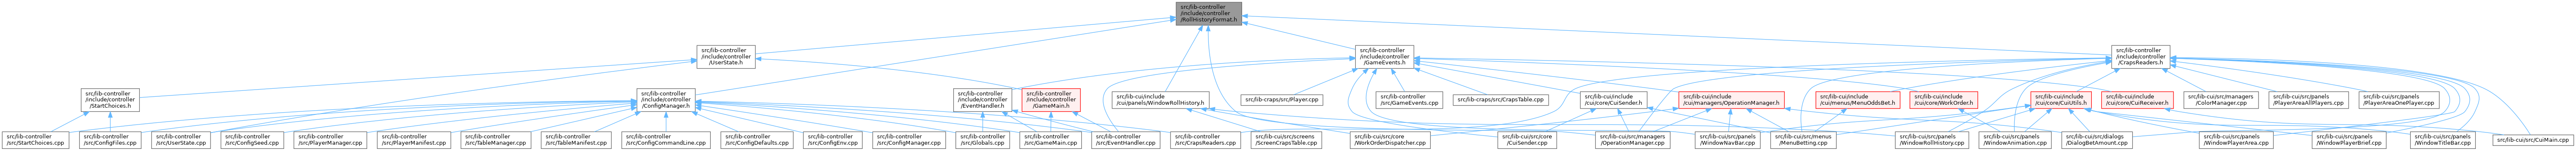 src/lib-controller
/include/controller
/RollHistoryFormat.h
src/lib-controller
/include/controller
/UserState.h
src/lib-controller
/include/controller
/GameEvents.h
src/lib-controller
/include/controller
/CrapsReaders.h
src/lib-controller
/include/controller
/StartChoices.h
src/lib-controller
/include/controller
/ConfigManager.h
src/lib-controller
/include/controller
/EventHandler.h
src/lib-controller
/include/controller
/GameMain.h
src/lib-cui/include
/cui/panels/WindowRollHistory.h
src/lib-craps/src/Player.cpp
src/lib-controller
/src/GameEvents.cpp
src/lib-craps/src/CrapsTable.cpp
src/lib-cui/include
/cui/core/CuiSender.h
src/lib-cui/include
/cui/managers/OperationManager.h
src/lib-cui/include
/cui/menus/MenuOddsBet.h
src/lib-cui/include
/cui/core/WorkOrder.h
src/lib-cui/include
/cui/core/CuiUtils.h
src/lib-cui/include
/cui/core/CuiReceiver.h
src/lib-cui/src/managers
/ColorManager.cpp
src/lib-cui/src/panels
/PlayerAreaAllPlayers.cpp
src/lib-cui/src/panels
/PlayerAreaOnePlayer.cpp
src/lib-controller
/src/StartChoices.cpp
src/lib-controller
/src/ConfigFiles.cpp
src/lib-controller
/src/UserState.cpp
src/lib-controller
/src/ConfigSeed.cpp
src/lib-controller
/src/PlayerManager.cpp
src/lib-controller
/src/PlayerManifest.cpp
src/lib-controller
/src/TableManager.cpp
src/lib-controller
/src/TableManifest.cpp
src/lib-controller
/src/ConfigCommandLine.cpp
src/lib-controller
/src/ConfigDefaults.cpp
src/lib-controller
/src/ConfigEnv.cpp
src/lib-controller
/src/ConfigManager.cpp
src/lib-controller
/src/Globals.cpp
src/lib-controller
/src/GameMain.cpp
src/lib-controller
/src/EventHandler.cpp
src/lib-controller
/src/CrapsReaders.cpp
src/lib-cui/src/screens
/ScreenCrapsTable.cpp
src/lib-cui/src/core
/WorkOrderDispatcher.cpp
src/lib-cui/src/core
/CuiSender.cpp
src/lib-cui/src/managers
/OperationManager.cpp
src/lib-cui/src/panels
/WindowNavBar.cpp
src/lib-cui/src/menus
/MenuBetting.cpp
src/lib-cui/src/panels
/WindowRollHistory.cpp
src/lib-cui/src/panels
/WindowAnimation.cpp
src/lib-cui/src/dialogs
/DialogBetAmount.cpp
src/lib-cui/src/panels
/WindowPlayerArea.cpp
src/lib-cui/src/panels
/WindowPlayerBrief.cpp
src/lib-cui/src/panels
/WindowTitleBar.cpp
src/lib-cui/src/CuiMain.cpp